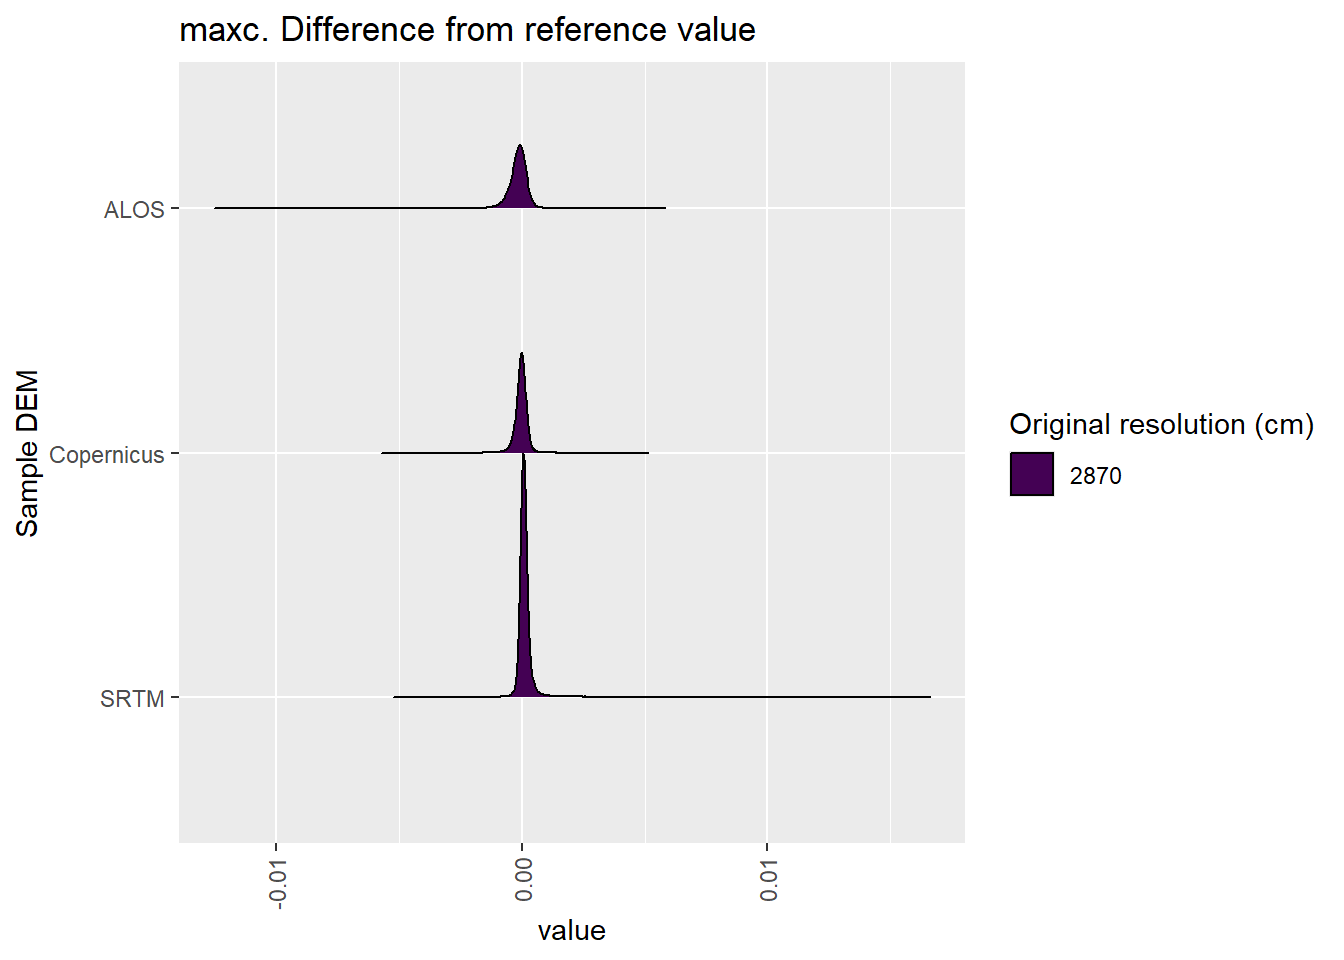 maxc. Difference from reference value
Sample DEM
ALOS
Copernicus
SRTM
-0.01
0.00
0.01
value
Original resolution (cm)
2870